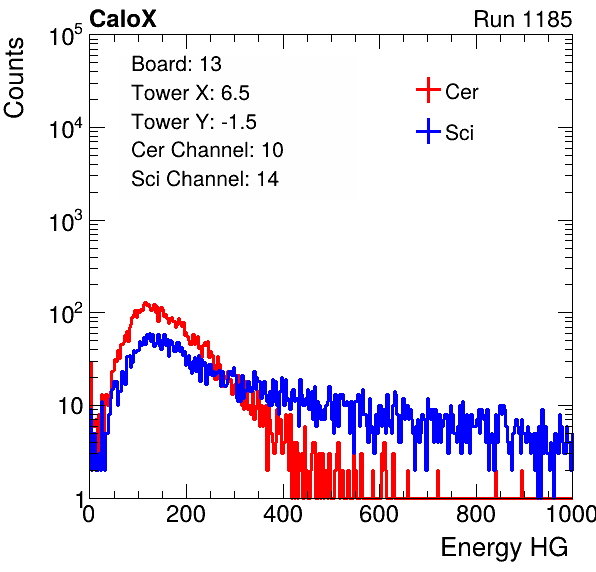 CaloX Run 1185
Counts
10^5
10^4
10^3
10^2
10
1
Board: 13
Tower X: 6.5
Tower Y: -1.5
Cer Channel: 10
Sci Channel: 14
Cer
Sci
0 200 400 600 800 1000
Energy HG